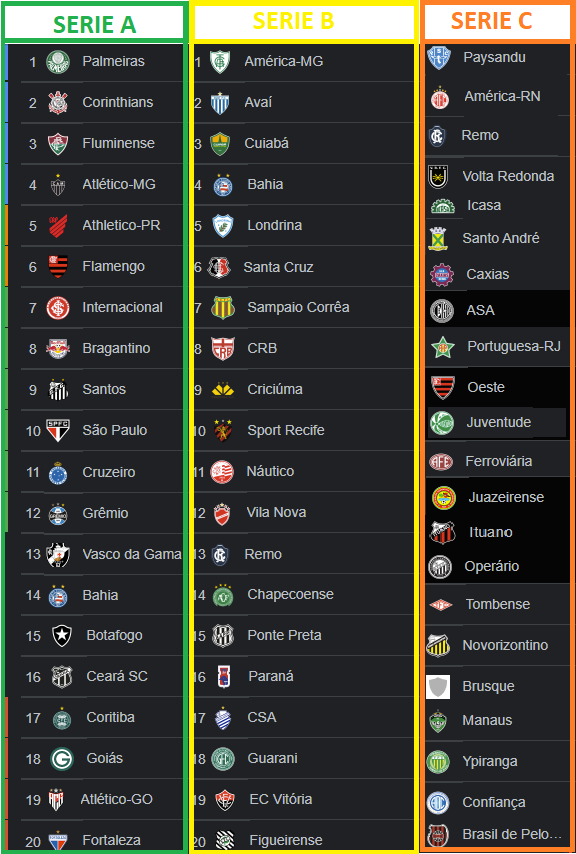 SERIE A
1 Palmeiras
2 Corinthians
3 Fluminense
4 Atlético-MG
5 Athletico-PR
6 Flamengo
7 Internacional
8 Bragantino
9 Santos
10 São Paulo
11 Cruzeiro
12 Grêmio
13 Vasco da Gama
14 Bahia
15 Botafogo
16 Ceará SC
17 Coritiba
18 Goiás
19 Atlético-GO
20 Fortaleza
SERIE B
1 América-MG
2 Avaí
3 Cuiabá
4 Bahia
5 Londrina
6 Santa Cruz
7 Sampaio Corrêa
8 CRB
9 Criciúma
10 Sport Recife
11 Náutico
12 Vila Nova
13 Remo
14 Chapecoense
15 Ponte Preta
16 Paraná
17 CSA
18 Guarani
19 EC Vitória
20 Figueirense
SERIE C
Paysandu
América-RN
Remo
Volta Redonda
Icasa
Santo André
Caxias
ASA
Portuguesa-RJ
Oeste
Juventude
Ferroviária
Juazeirense
Ituano
Operário
Tombense
Novorizontino
Brusque
Manaus
Ypiranga
Confiança
Brasil de Pelo...